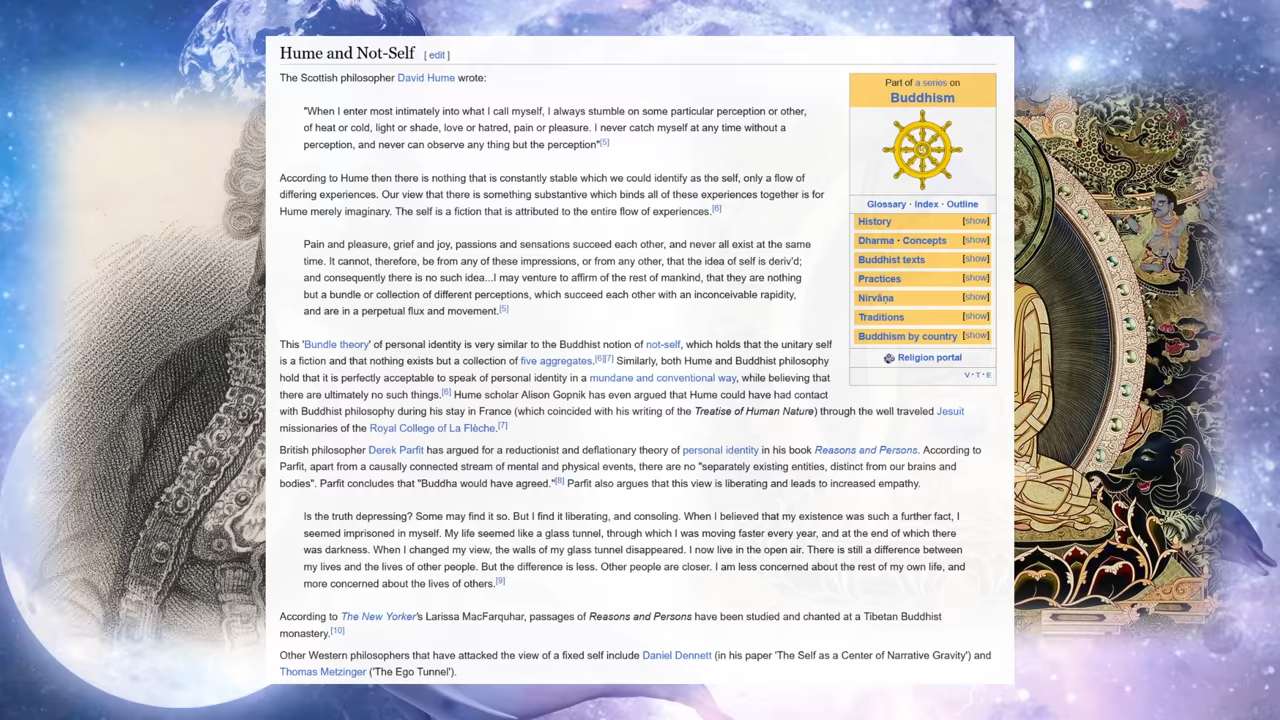 Hume and Not-Self [ edit ]
The Scottish philosopher David Hume wrote:
"When I enter most intimately into what I call myself, I always stumble on some particular perception or other,
of heat or cold, light or shade, love or hatred, pain or pleasure. I never catch myself at any time without a
perception, and never can observe any thing but the perception"[5]
According to Hume then there is nothing that is constantly stable which we could identify as the self, only a flow of
differing experiences. Our view that there is something substantive which binds all of these experiences together is for
Hume merely imaginary. The self is a fiction that is attributed to the entire flow of experiences.[6]
Pain and pleasure, grief and joy, passions and sensations succeed each other, and never all exist at the same
time. It cannot, therefore, be from any of these impressions, or from any other, that the idea of self is deriv'd;
and consequently there is no such idea...I may venture to affirm of the rest of mankind, that they are nothing
but a bundle or collection of different perceptions, which succeed each other with an inconceivable rapidity,
and are in a perpetual flux and movement.[5]
This 'Bundle theory' of personal identity is very similar to the Buddhist notion of not-self, which holds that the unitary self
is a fiction and that nothing exists but a collection of five aggregates.[6][7] Similarly, both Hume and Buddhist philosophy
hold that it is perfectly acceptable to speak of personal identity in a mundane and conventional way, while believing that
there are ultimately no such things.[6] Hume scholar Alison Gopnik has even argued that Hume could have had contact
with Buddhist philosophy during his stay in France (which coincided with his writing of the Treatise of Human Nature) through the well traveled Jesuit
missionaries of the Royal College of La Flèche.[7]
British philosopher Derek Parfit has argued for a reductionist and deflationary theory of personal identity in his book Reasons and Persons. According to
Parfit, apart from a causally connected stream of mental and physical events, there are no "separately existing entities, distinct from our brains and
bodies". Parfit concludes that "Buddha would have agreed."[8] Parfit also argues that this view is liberating and leads to increased empathy.
Is the truth depressing? Some may find it so. But I find it liberating, and consoling. When I believed that my existence was such a further fact, I
seemed imprisoned in myself. My life seemed like a glass tunnel, through which I was moving faster every year, and at the end of which there
was darkness. When I changed my view, the walls of my glass tunnel disappeared. I now live in the open air. There is still a difference between
my lives and the lives of other people. But the difference is less. Other people are closer. I am less concerned about the rest of my own life, and
more concerned about the lives of others.[9]
According to The New Yorker's Larissa MacFarquhar, passages of Reasons and Persons have been studied and chanted at a Tibetan Buddhist
monastery.[10]
Other Western philosophers that have attacked the view of a fixed self include Daniel Dennett (in his paper 'The Self as a Center of Narrative Gravity') and
Thomas Metzinger ('The Ego Tunnel').
Part of a series on
Buddhism
Glossary · Index · Outline
History [show]
Dharma · Concepts [show]
Buddhist texts [show]
Practices [show]
Nirvāṇa [show]
Traditions [show]
Buddhism by country [show]
Religion portal
V · T · E